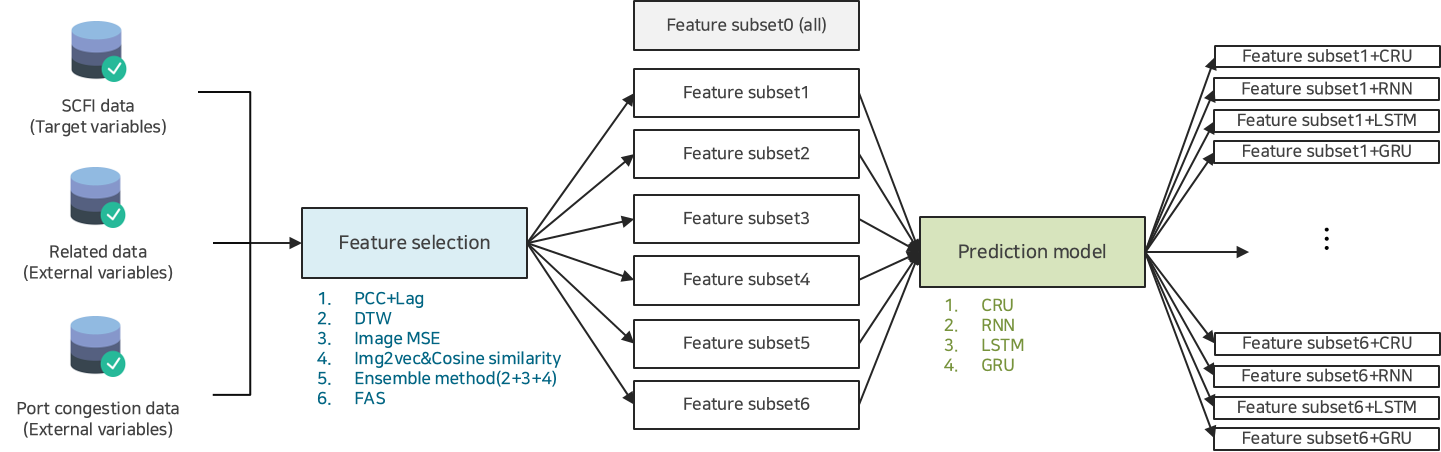 SCFI data
(Target variables)
Related data
(External variables)
Port congestion data
(External variables)
Feature selection
1. PCC+Lag
2. DTW
3. Image MSE
4. Img2vec&Cosine similarity
5. Ensemble method(2+3+4)
6. FAS
Feature subset0 (all)
Feature subset1
Feature subset2
Feature subset3
Feature subset4
Feature subset5
Feature subset6
Prediction model
1. CRU
2. RNN
3. LSTM
4. GRU
Feature subset1+CRU
Feature subset1+RNN
Feature subset1+LSTM
Feature subset1+GRU
⋮
Feature subset6+CRU
Feature subset6+RNN
Feature subset6+LSTM
Feature subset6+GRU